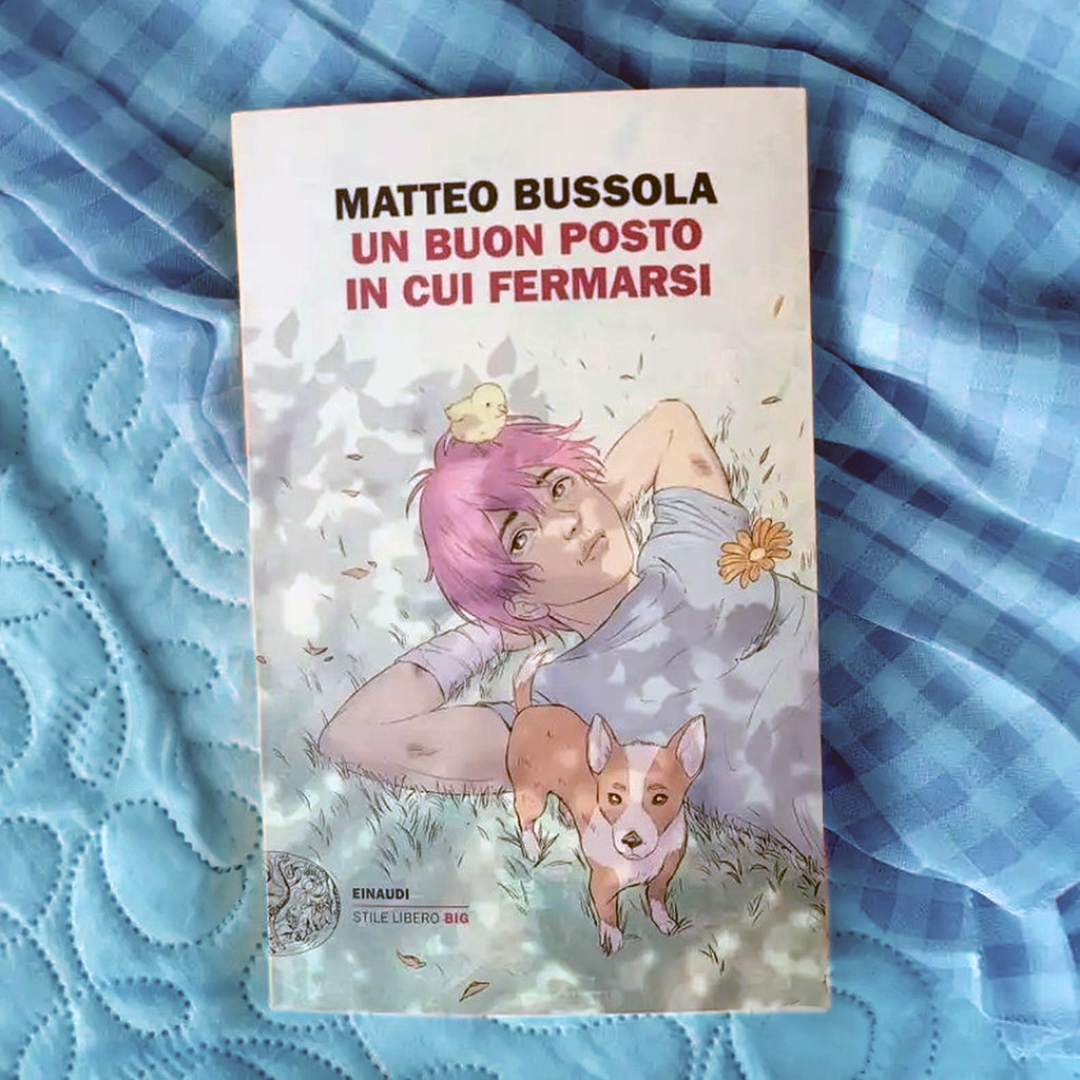 MATTEO BUSSOLA
UN BUON POSTO
IN CUI FERMARSI
EINAUDI
STILE LIBERO BIG